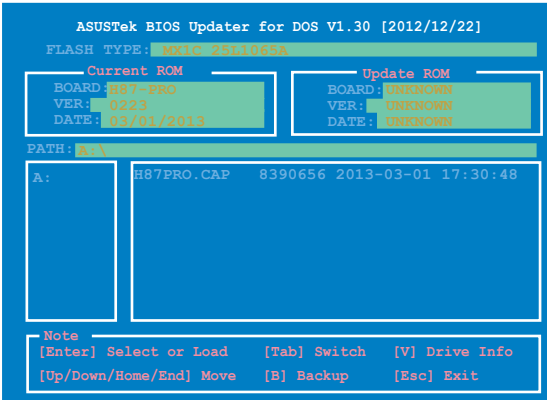 ASUSTek BIOS Updater for DOS V1.30 [2012/12/22]
FLASH TYPE: MX1C 25L1065A
Current ROM
BOARD: H87-PRO
VER: 0223
DATE: 03/01/2013
Update ROM
BOARD: UNKNOWN
VER: UNKNOWN
DATE: UNKNOWN
PATH: A:\
A:
H87PRO.CAP 8390656 2013-03-01 17:30:48
Note
[Enter] Select or Load [Tab] Switch [V] Drive Info
[Up/Down/Home/End] Move [B] Backup [Esc] Exit